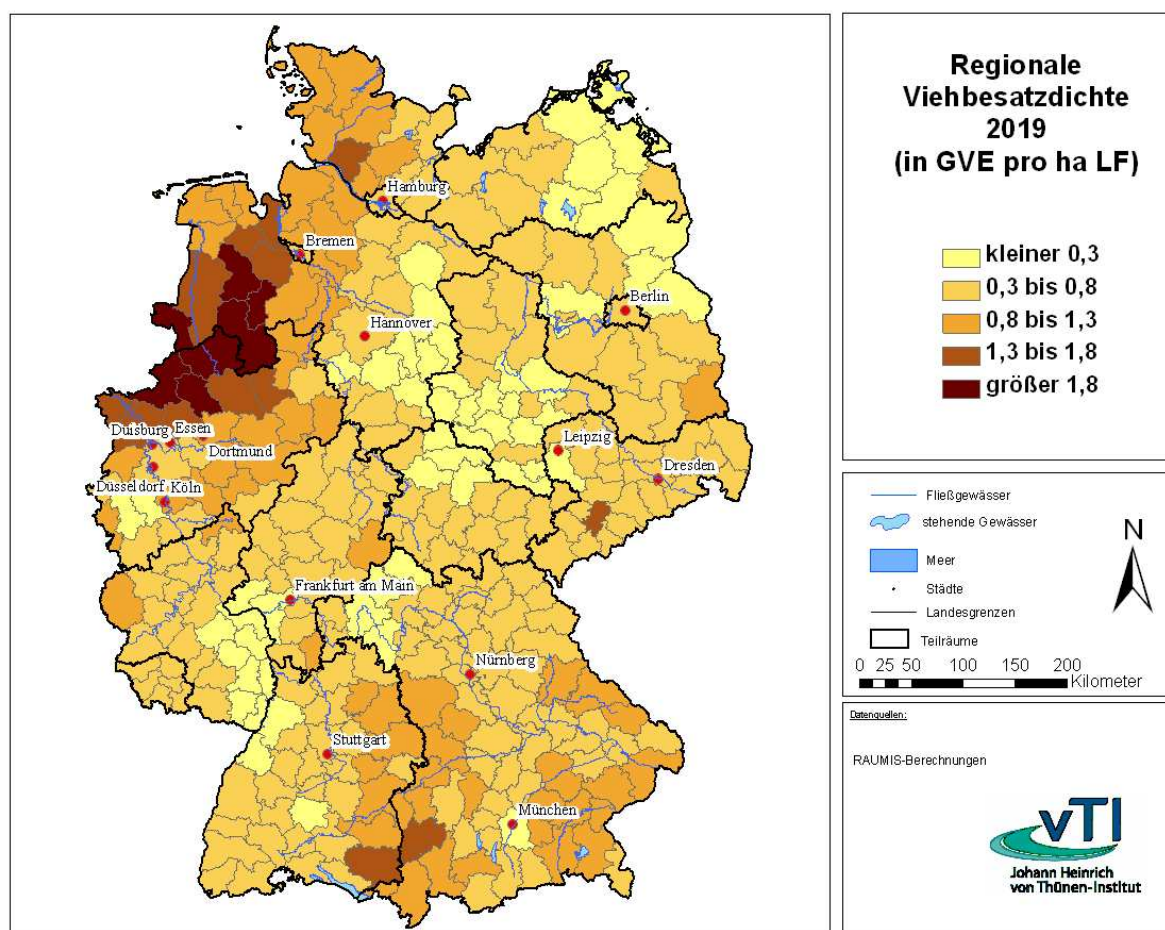 Regionale
Viehbesatzdichte
2019
(in GVE pro ha LF)
kleiner 0,3
0,3 bis 0,8
0,8 bis 1,3
1,3 bis 1,8
größer 1,8
Hamburg
Bremen
Berlin
Hannover
Duisburg
Essen
Dortmund
Leipzig
Düsseldorf
Köln
Dresden
Frankfurt am Main
Nürnberg
Stuttgart
München
Fließgewässer
stehende Gewässer
Meer
Städte
Landesgrenzen
Teilräume
N
0 25 50 100 150 200
Kilometer
Datenquellen:
RAUMIS-Berechnungen
vTI
Johann Heinrich
von Thünen-Institut